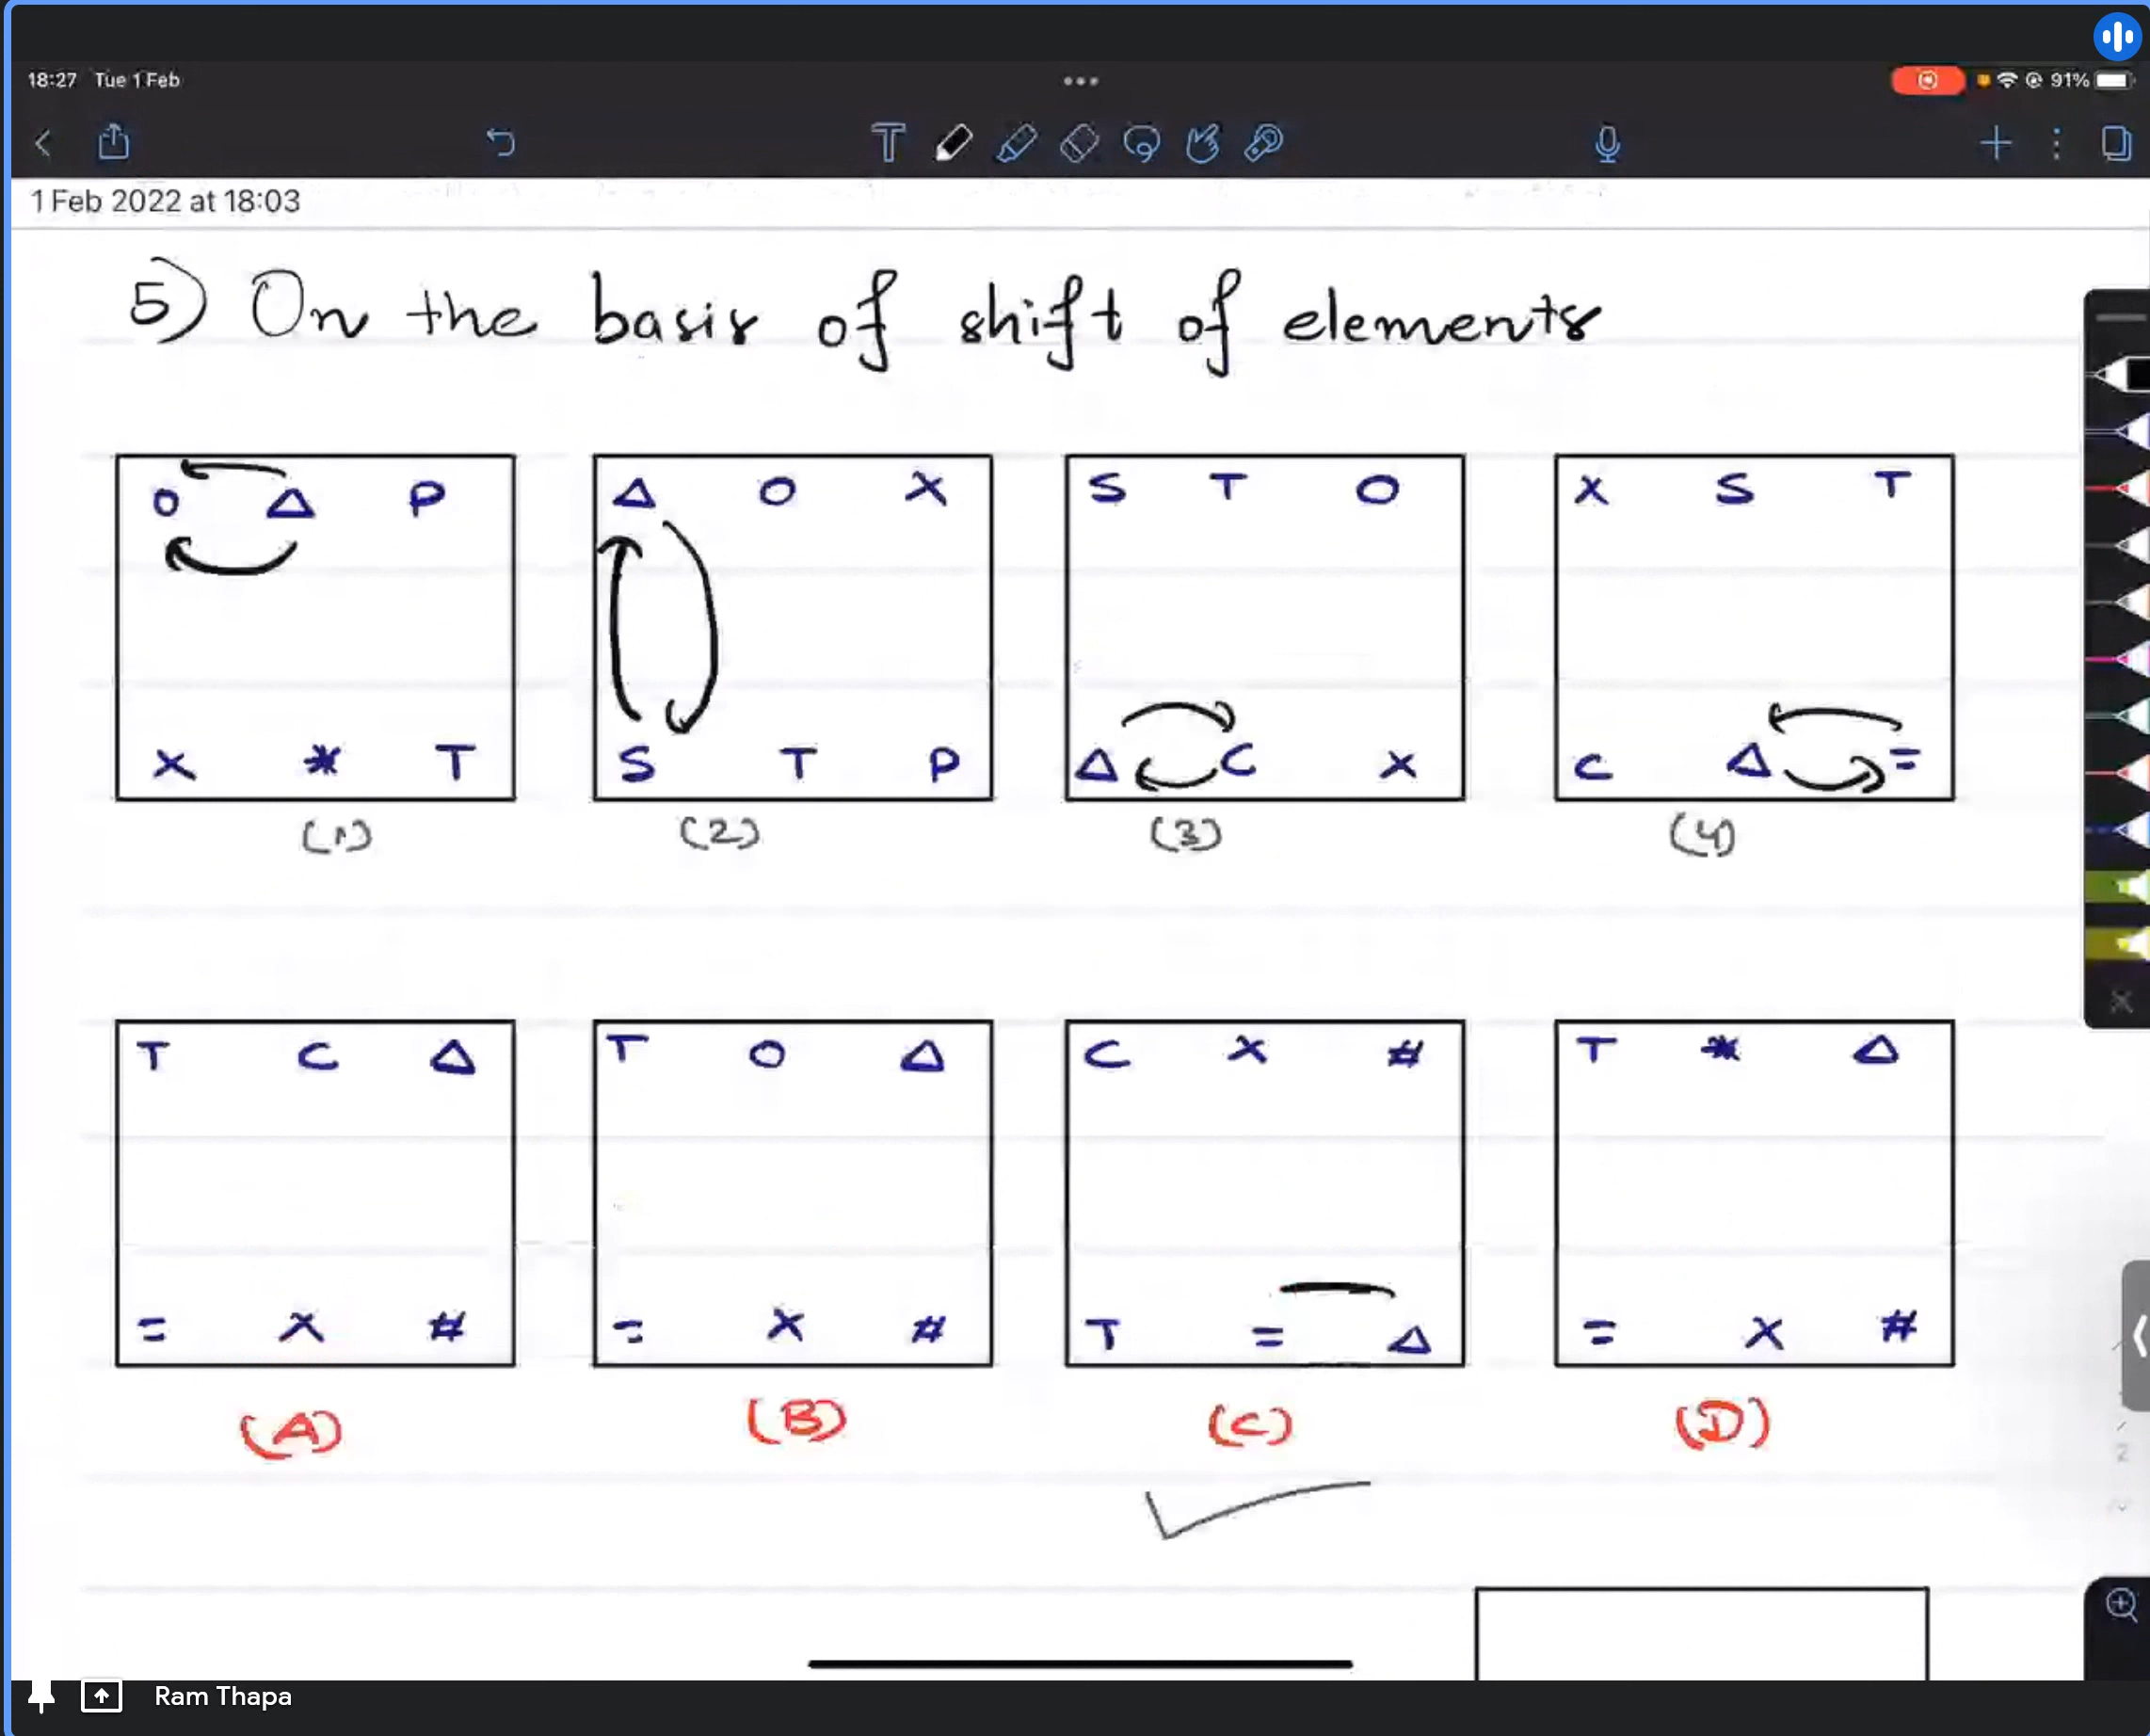 18:27 Tue 1 Feb
91%
1 Feb 2022 at 18:03
5) On the basis of shift of elements
O Δ P
X * T
(1)
Δ O X
S T P
(2)
S T O
Δ C X
(3)
X S T
C Δ =
(4)
T C Δ
= X #
(A)
T O Δ
= X #
(B)
C X #
T = Δ
(C)
T * Δ
= X #
(D)
2
Ram Thapa